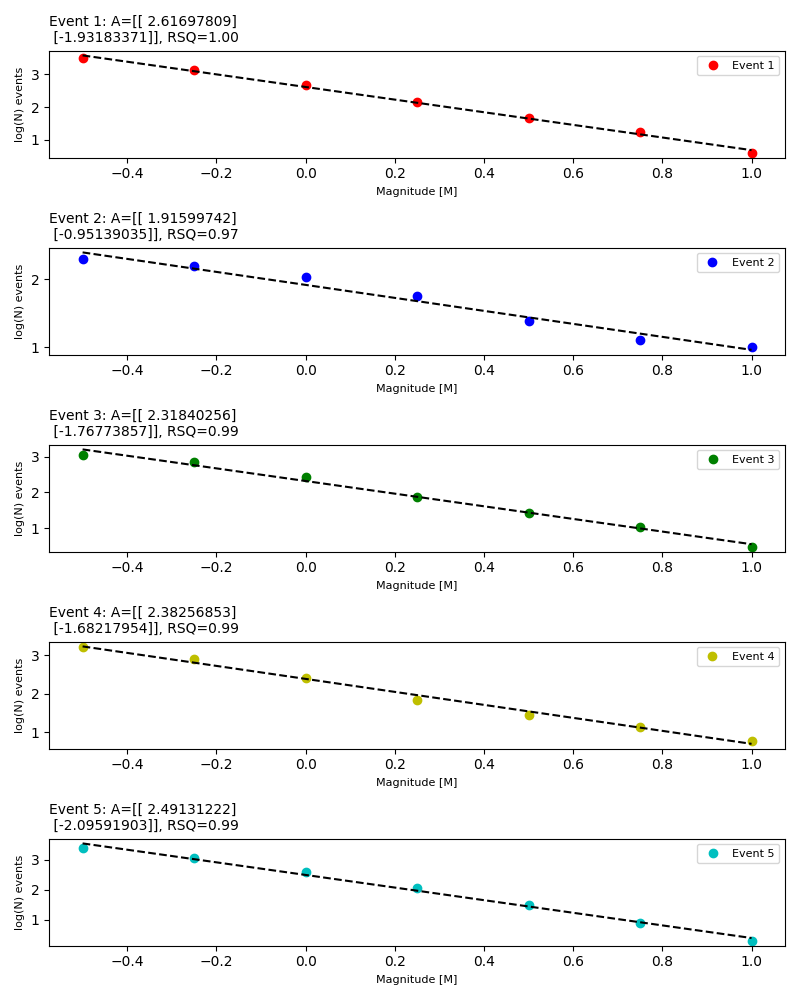 Event 1: A=[[ 2.61697809]
[-1.93183371]], RSQ=1.00
log(N) events
3
2
1
Event 1
−0.4 −0.2 0.0 0.2 0.4 0.6 0.8 1.0
Magnitude [M]
Event 2: A=[[ 1.91599742]
[-0.95139035]], RSQ=0.97
log(N) events
2
1
Event 2
−0.4 −0.2 0.0 0.2 0.4 0.6 0.8 1.0
Magnitude [M]
Event 3: A=[[ 2.31840256]
[-1.76773857]], RSQ=0.99
log(N) events
3
2
1
Event 3
−0.4 −0.2 0.0 0.2 0.4 0.6 0.8 1.0
Magnitude [M]
Event 4: A=[[ 2.38256853]
[-1.68217954]], RSQ=0.99
log(N) events
3
2
1
Event 4
−0.4 −0.2 0.0 0.2 0.4 0.6 0.8 1.0
Magnitude [M]
Event 5: A=[[ 2.49131222]
[-2.09591903]], RSQ=0.99
log(N) events
3
2
1
Event 5
−0.4 −0.2 0.0 0.2 0.4 0.6 0.8 1.0
Magnitude [M]